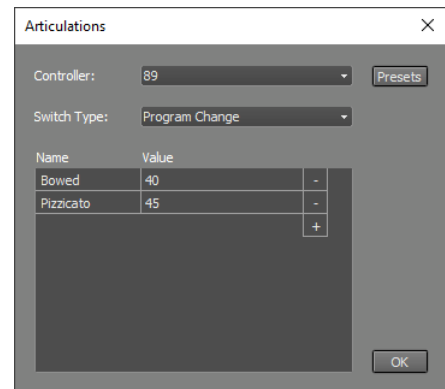 Articulations
Controller: 89 Presets
Switch Type: Program Change
Name Value
Bowed 40 -
Pizzicato 45 -
+
OK